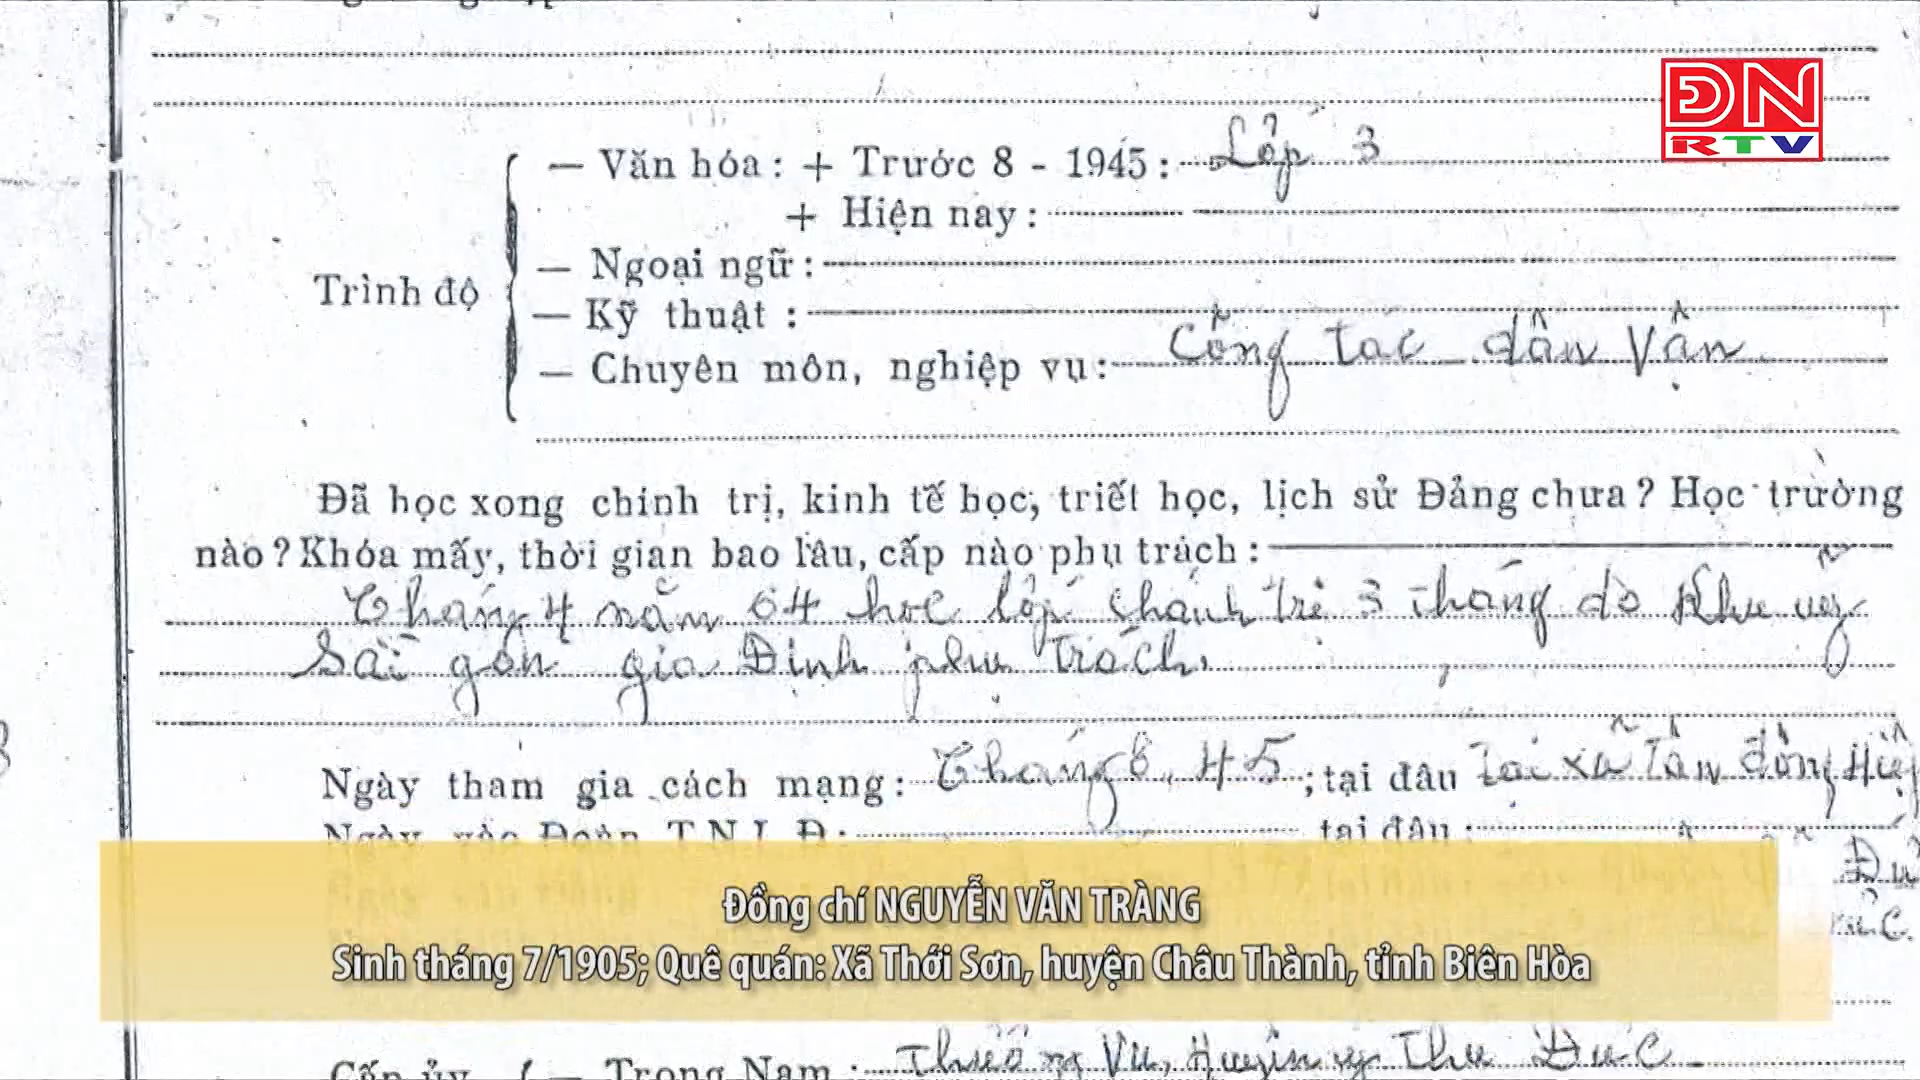 ĐN
RTV
— Văn hóa : + Trước 8 - 1945 : Lớp 3
+ Hiện nay :
— Ngoại ngữ :
Trình độ
— Kỹ thuật :
— Chuyên môn, nghiệp vụ : Công tác dân Vận
Đã học xong chính trị, kinh tế học, triết học, lịch sử Đảng chưa ? Học trường
nào ? Khóa mấy, thời gian bao lâu, cấp nào phụ trách :
Tháng 4 năm 64 học lớp chánh trị 3 tháng do Khu ủy
Sài gòn gia Định phụ trách
Ngày tham gia cách mạng : Tháng 6, 45 ; tại đâu Tại xã Tân đông Hiệp
Ngày vào Đoàn T.N.L.Đ : tại đâu :
Đồng chí NGUYỄN VĂN TRÀNG
Sinh tháng 7/1905; Quê quán: Xã Thới Sơn, huyện Châu Thành, tỉnh Biên Hòa
Cấp ủy — Trong Nam : Thường Vụ, Huyện ủy Thủ Đức